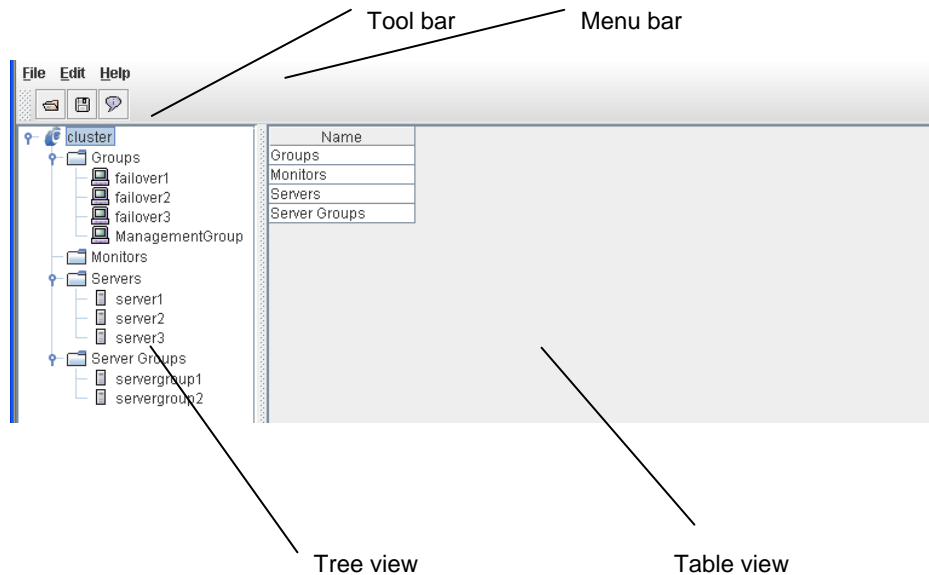 Tool bar
Menu bar
File Edit Help
cluster
Groups
failover1
failover2
failover3
ManagementGroup
Monitors
Servers
server1
server2
server3
Server Groups
servergroup1
servergroup2
Name
Groups
Monitors
Servers
Server Groups
Tree view
Table view